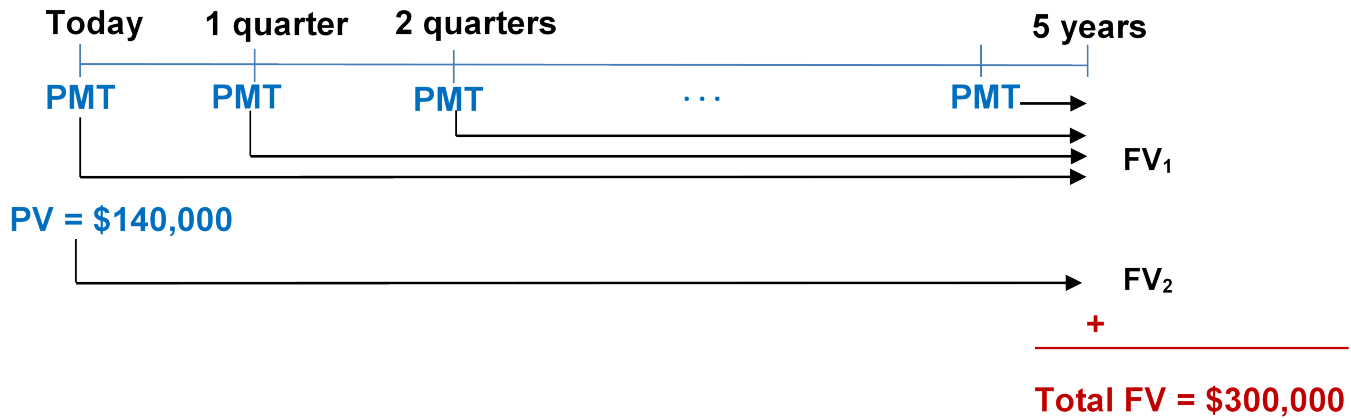 Today 1 quarter 2 quarters 5 years
PMT PMT PMT ... PMT
FV₁
PV = $140,000
FV₂
+
Total FV = $300,000